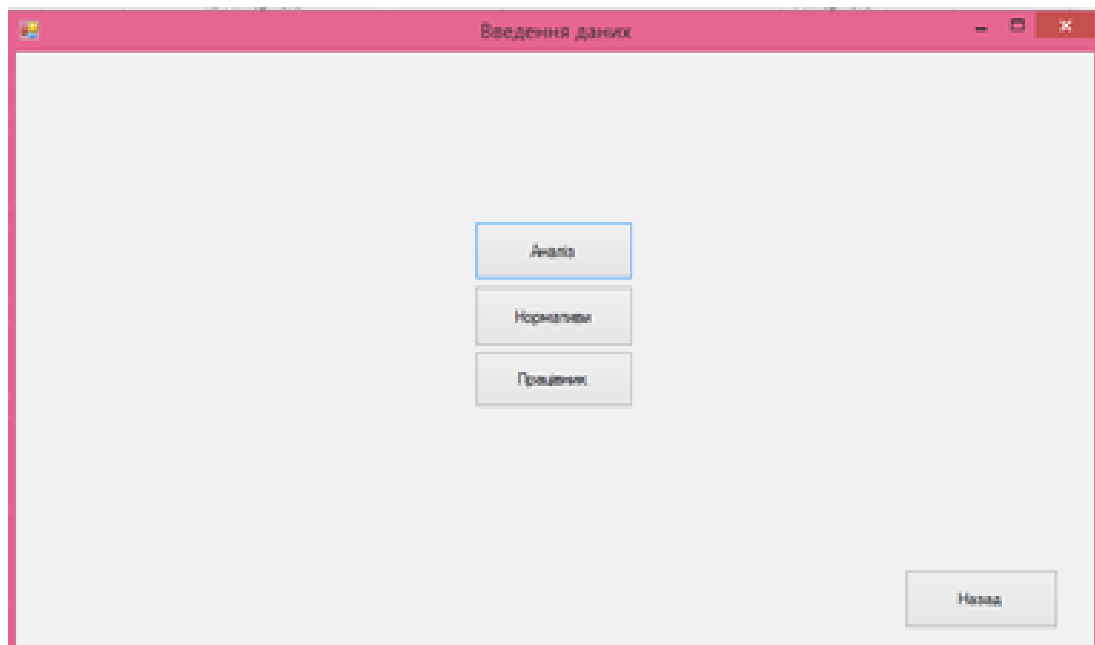 Введення даних
Аналіз
Нормативи
Працівник
Назад